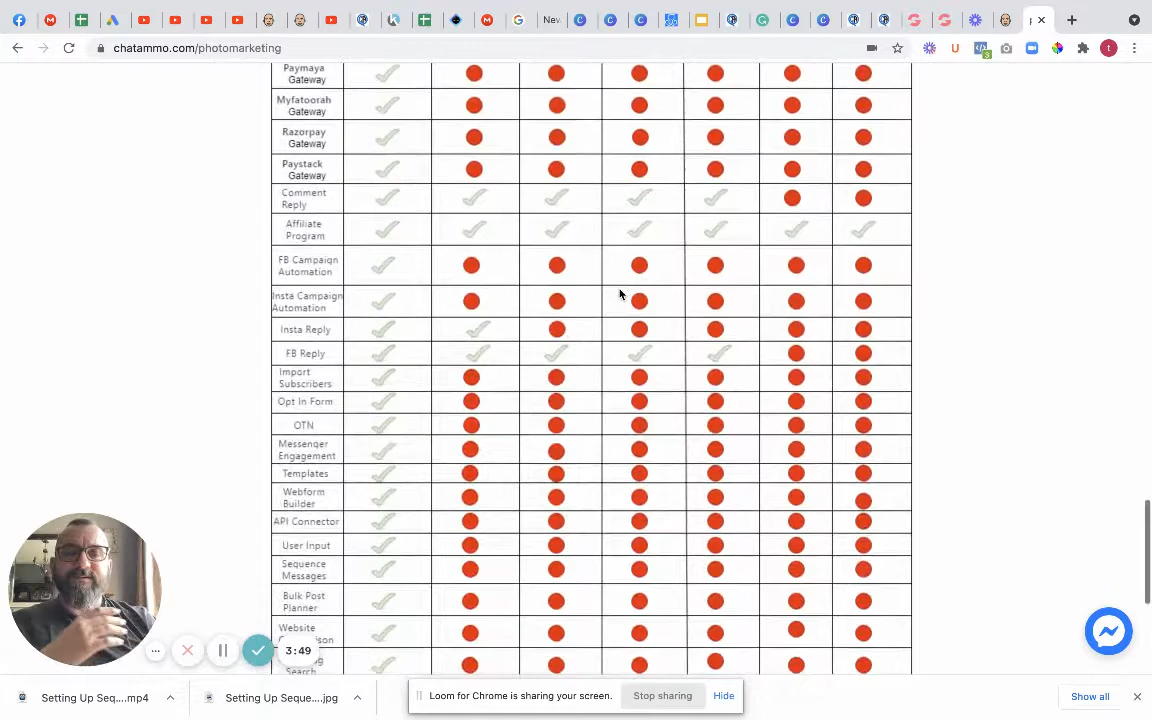 New
chatammo.com/photomarketing
Paymaya
Gateway
Myfatoorah
Gateway
Razorpay
Gateway
Paystack
Gateway
Comment
Reply
Affiliate
Program
FB Campaign
Automation
Insta Campaign
Automation
Insta Reply
FB Reply
Import
Subscribers
Opt In Form
OTN
Messenger
Engagement
Templates
Webform
Builder
API Connector
User Input
Sequence
Messages
Bulk Post
Planner
Website
Search
3:49
Setting Up Seq....mp4
Setting Up Seque....jpg
Loom for Chrome is sharing your screen.
Stop sharing
Hide
Show all